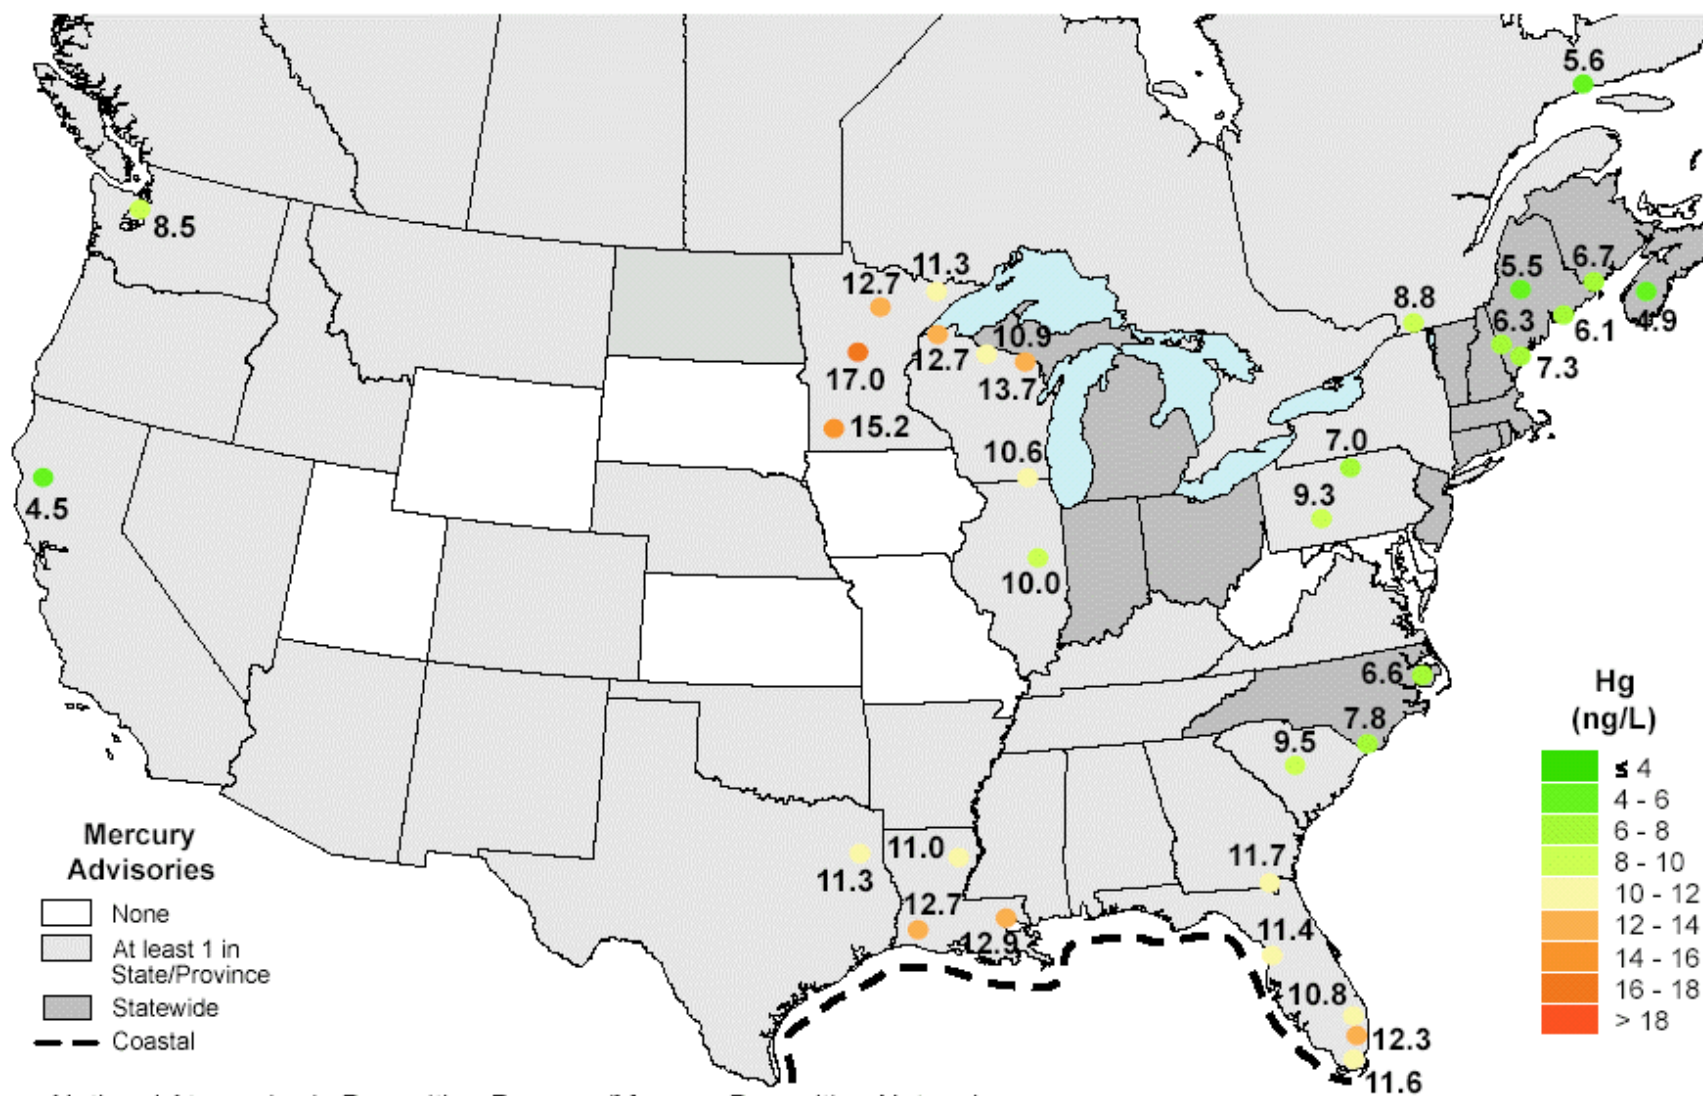 5.6
8.5
11.3
12.7
6.7
5.5
8.8
4.9
6.1
6.3
10.9
12.7
7.3
17.0
13.7
15.2
7.0
10.6
9.3
4.5
10.0
6.6
7.8
9.5
11.7
11.0
11.3
12.7
12.9
11.4
10.8
12.3
11.6
Hg
(ng/L)
≤ 4
4 - 6
6 - 8
8 - 10
10 - 12
12 - 14
14 - 16
16 - 18
> 18
Mercury
Advisories
None
At least 1 in
State/Province
Statewide
Coastal